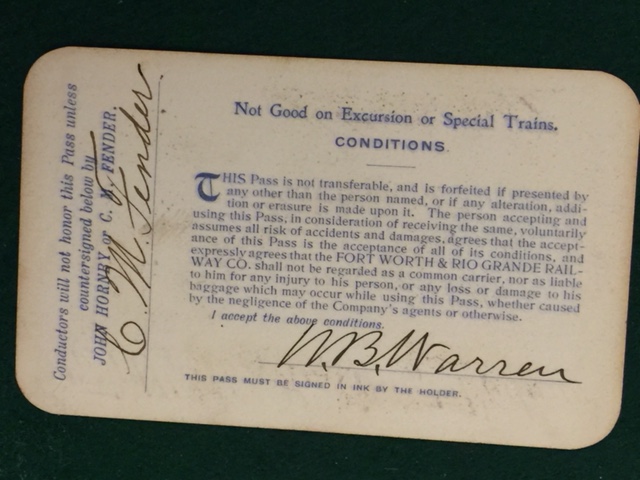 Conductors will not honor this Pass unless
countersigned below by
JOHN HORNBY or C. M. FENDER.
C. M. Fender
Not Good on Excursion or Special Trains.
CONDITIONS.
THIS Pass is not transferable, and is forfeited if presented by
any other than the person named, or if any alteration, addi-
tion or erasure is made upon it. The person accepting and
using this Pass, in consideration of receiving the same, voluntarily
assumes all risk of accidents and damages, agrees that the accept-
ance of this Pass is the acceptance of all of its conditions, and
expressly agrees that the FORT WORTH & RIO GRANDE RAIL-
WAY CO. shall not be regarded as a common carrier, nor as liable
to him for any injury to his person, or any loss or damage to his
baggage which may occur while using this Pass, whether caused
by the negligence of the Company's agents or otherwise.
I accept the above conditions.
W. B. Warren
THIS PASS MUST BE SIGNED IN INK BY THE HOLDER.